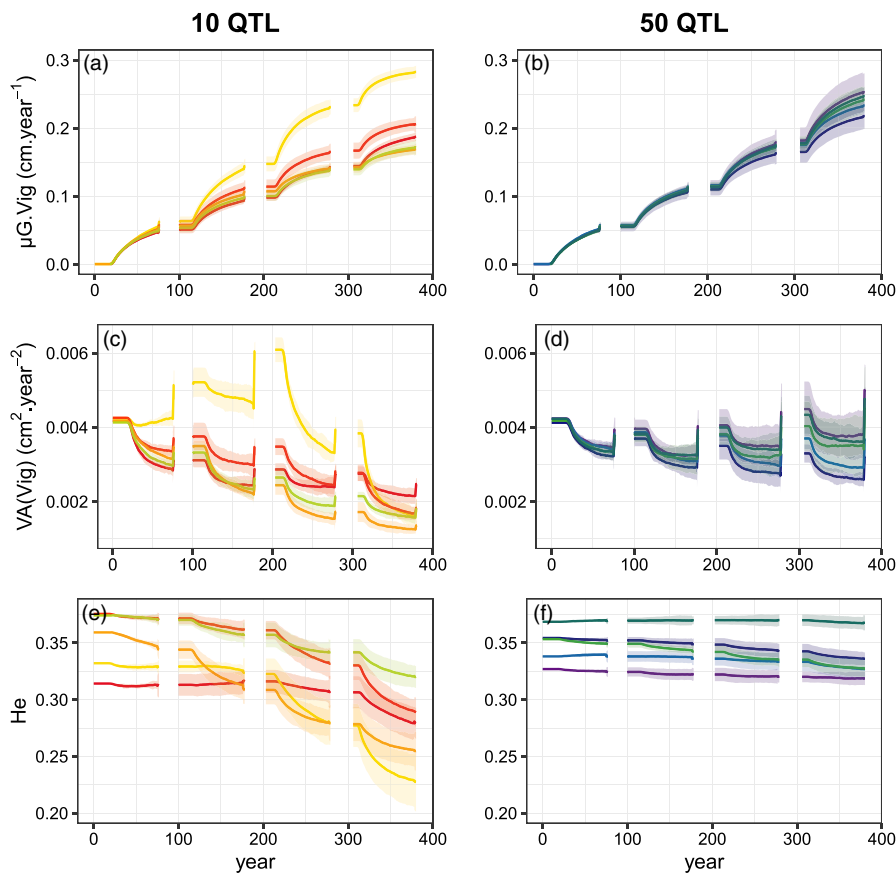 10 QTL 50 QTL
(a) (b)
µG.Vig (cm.year⁻¹)
0.3 0.3
0.2 0.2
0.1 0.1
0.0 0.0
0 100 200 300 400 0 100 200 300 400
(c) (d)
VA(Vig) (cm².year⁻²)
0.006 0.006
0.004 0.004
0.002 0.002
0 100 200 300 400 0 100 200 300 400
(e) (f)
He
0.35 0.35
0.30 0.30
0.25 0.25
0.20 0.20
0 100 200 300 400 0 100 200 300 400
year year